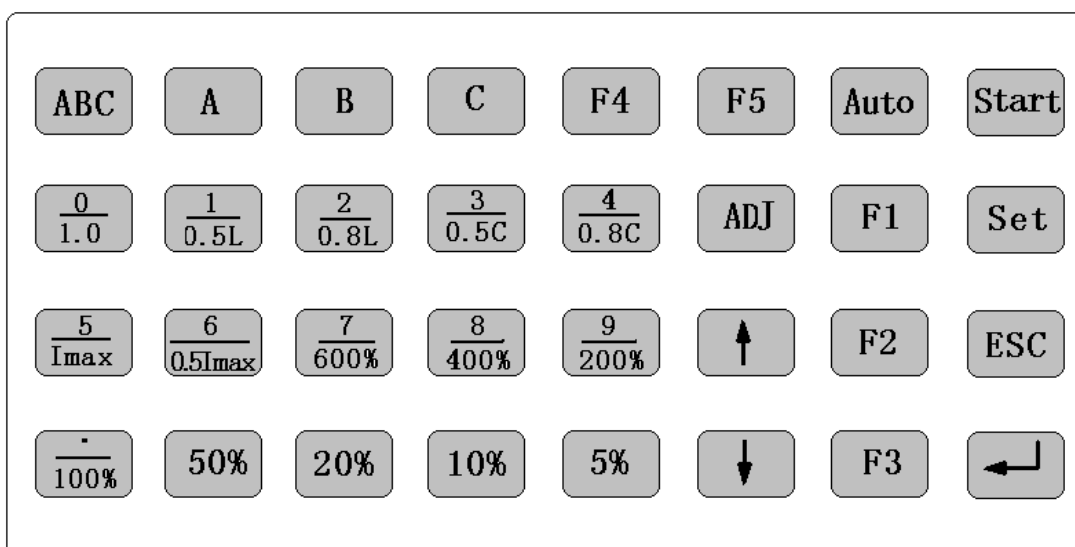 ABC A B C F4 F5 Auto Start
0 1 2 3 4
1.0 0.5L 0.8L 0.5C 0.8C ADJ F1 Set
5 6 7 8 9
Imax 0.5Imax 600% 400% 200% ↑ F2 ESC
.
100% 50% 20% 10% 5% ↓ F3 ↵